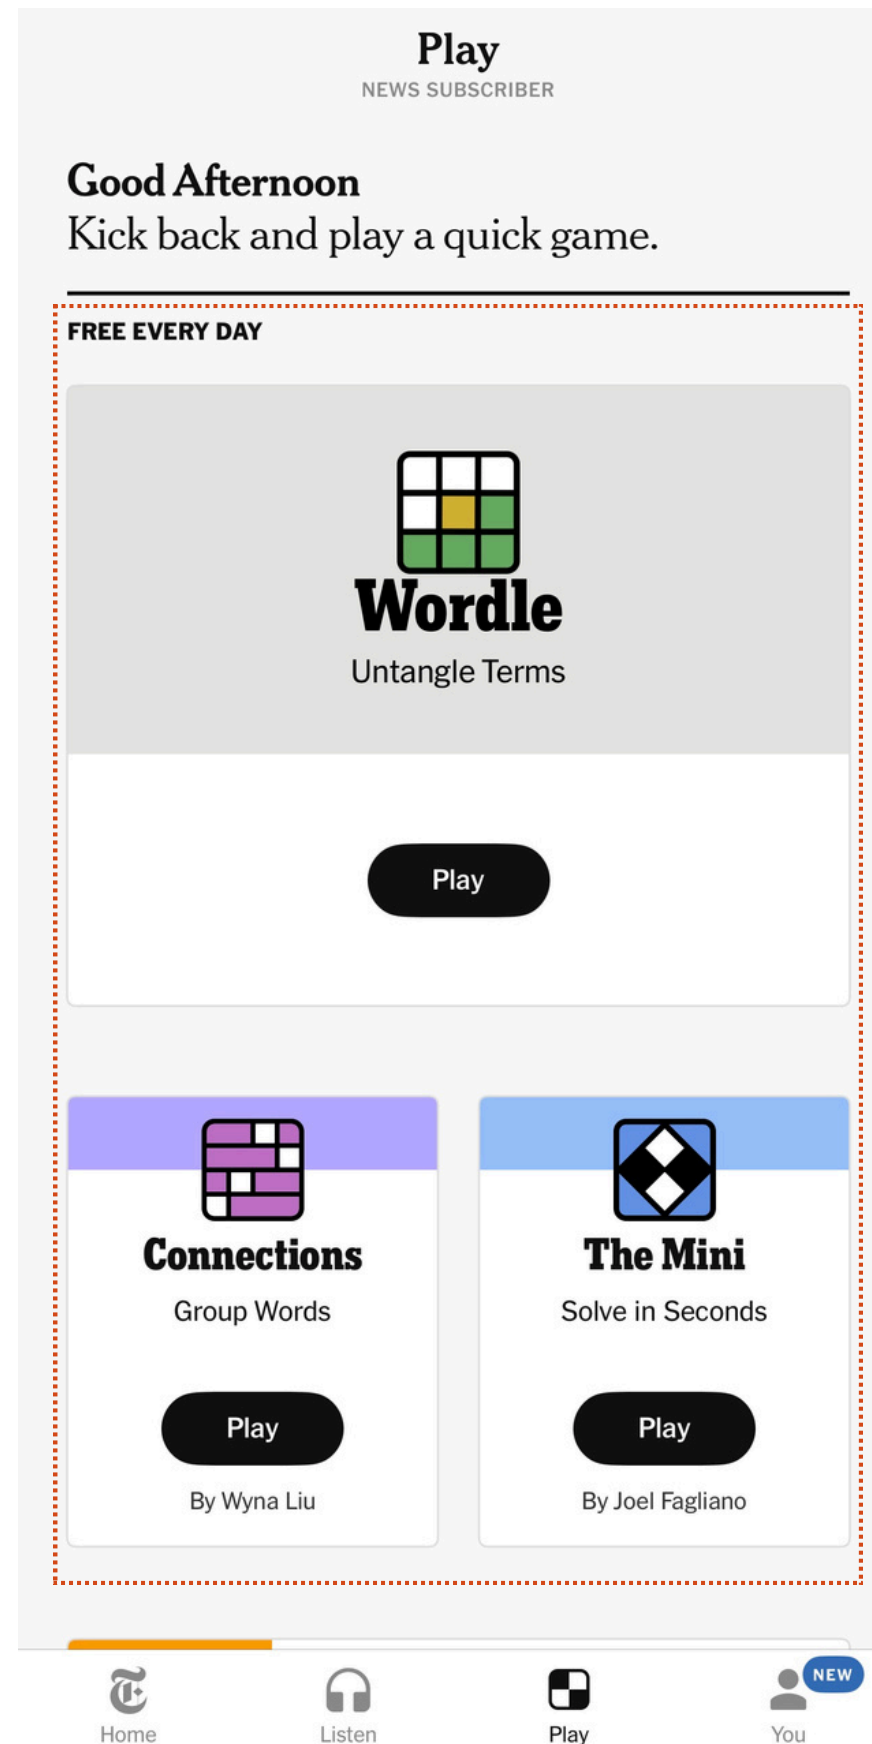 Play
NEWS SUBSCRIBER
Good Afternoon
Kick back and play a quick game.
FREE EVERY DAY
Wordle
Untangle Terms
Play
Connections
Group Words
Play
By Wyna Liu
The Mini
Solve in Seconds
Play
By Joel Fagliano
T
Home
Listen
Play
NEW
You